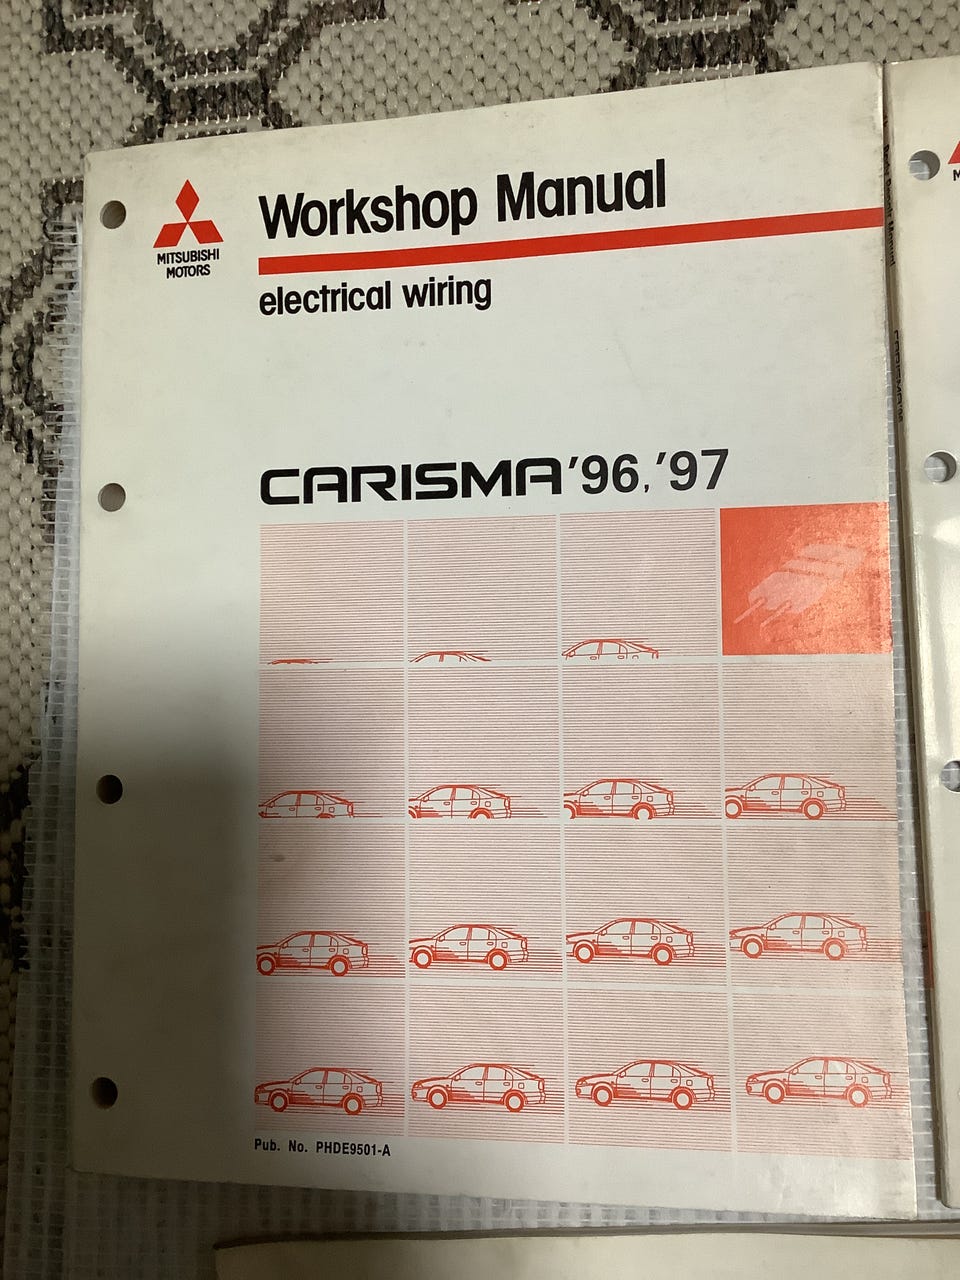 Workshop Manual
MITSUBISHI
MOTORS
electrical wiring
CARISMA '96, '97
Pub. No. PHDE9501-A